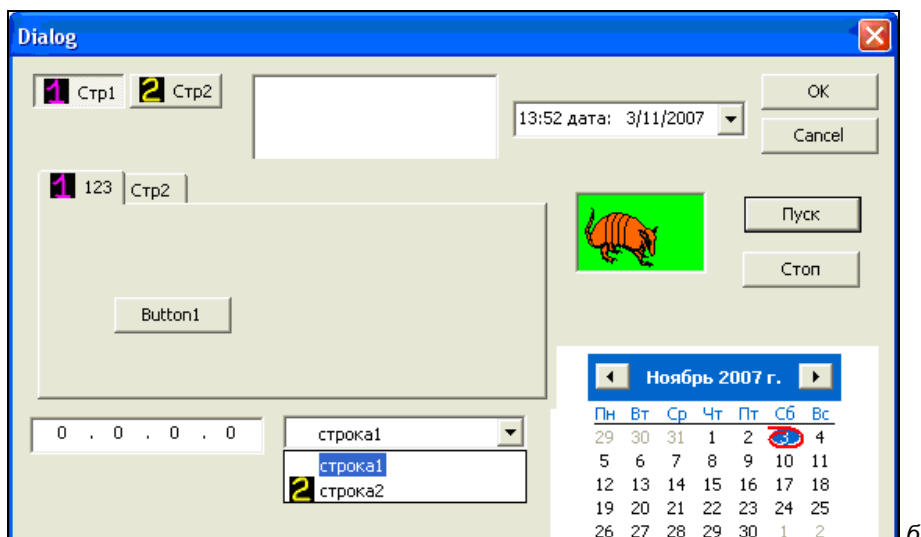 Dialog
1 Стр1 2 Стр2
13:52 дата: 3/11/2007
OK
Cancel
1 123 Стр2
Button1
Пуск
Стоп
0 . 0 . 0 . 0
строка1
строка1
2 строка2
Ноябрь 2007 г.
Пн Вт Ср Чт Пт Сб Вс
29 30 31 1 2 3 4
5 6 7 8 9 10 11
12 13 14 15 16 17 18
19 20 21 22 23 24 25
26 27 28 29 30 1 2
б